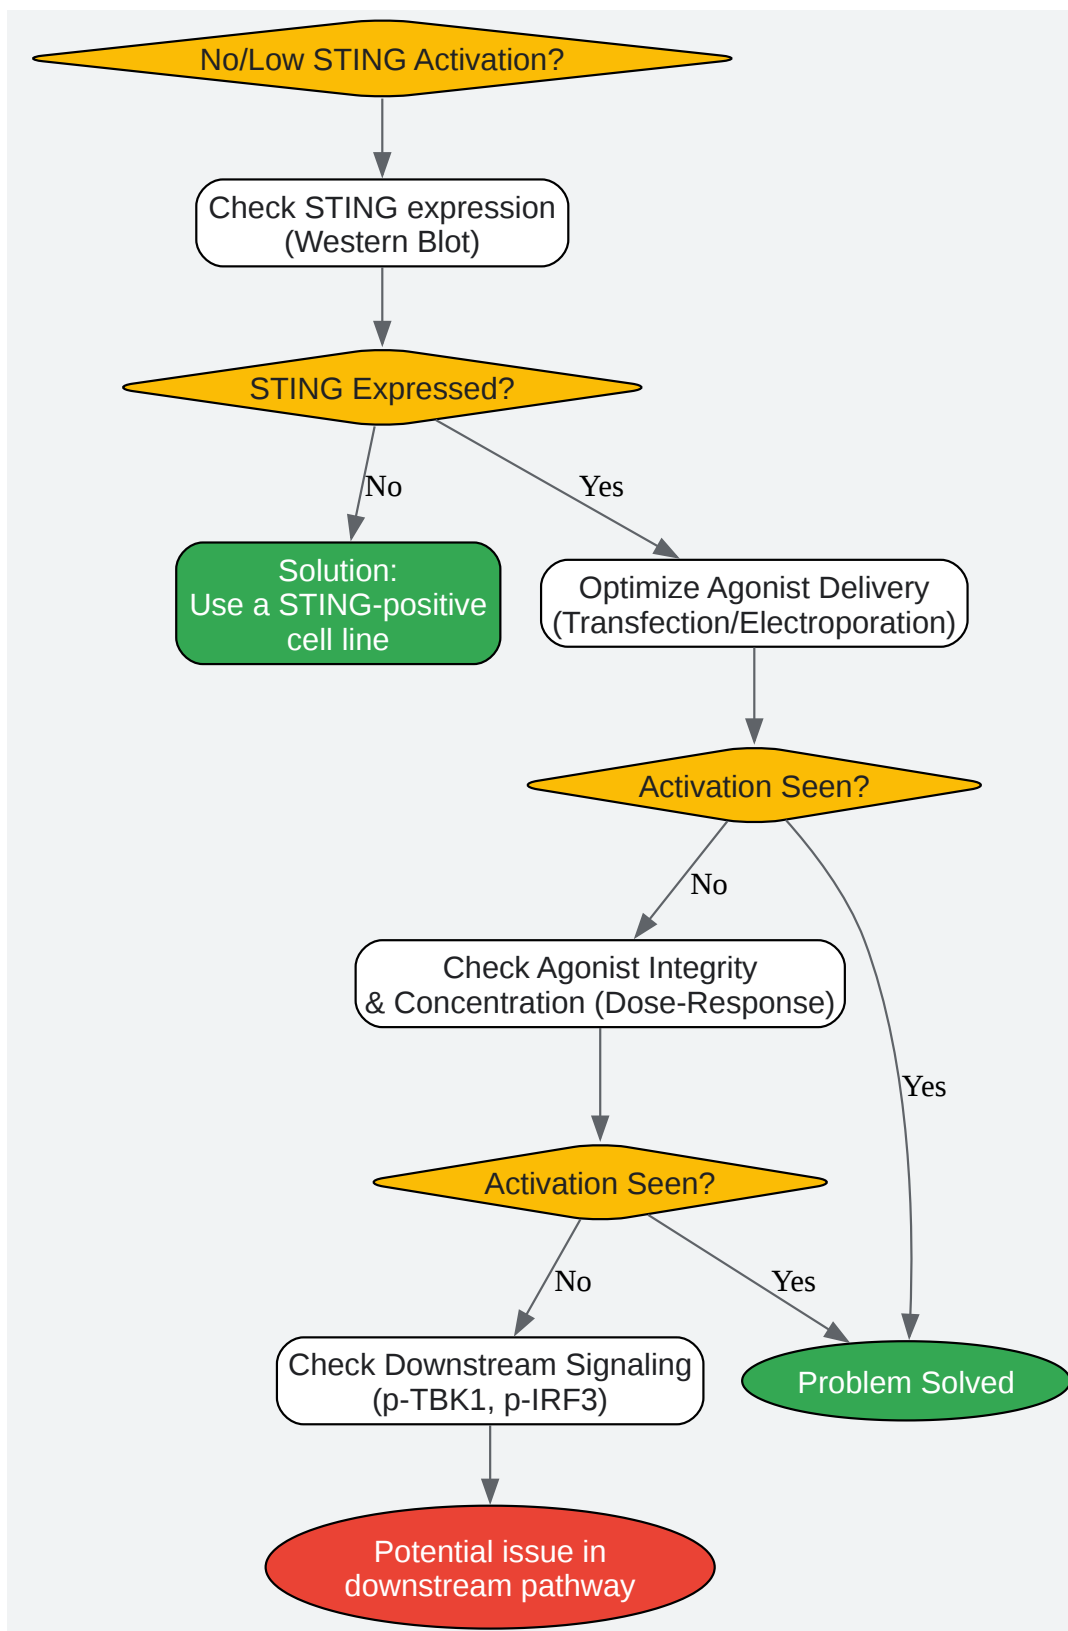 No/Low STING Activation?
Check STING expression
(Western Blot)
STING Expressed?
No
Yes
Solution:
Use a STING-positive
cell line
Optimize Agonist Delivery
(Transfection/Electroporation)
Activation Seen?
No
Check Agonist Integrity
& Concentration (Dose-Response)
Yes
Activation Seen?
No
Yes
Check Downstream Signaling
(p-TBK1, p-IRF3)
Problem Solved
Potential issue in
downstream pathway